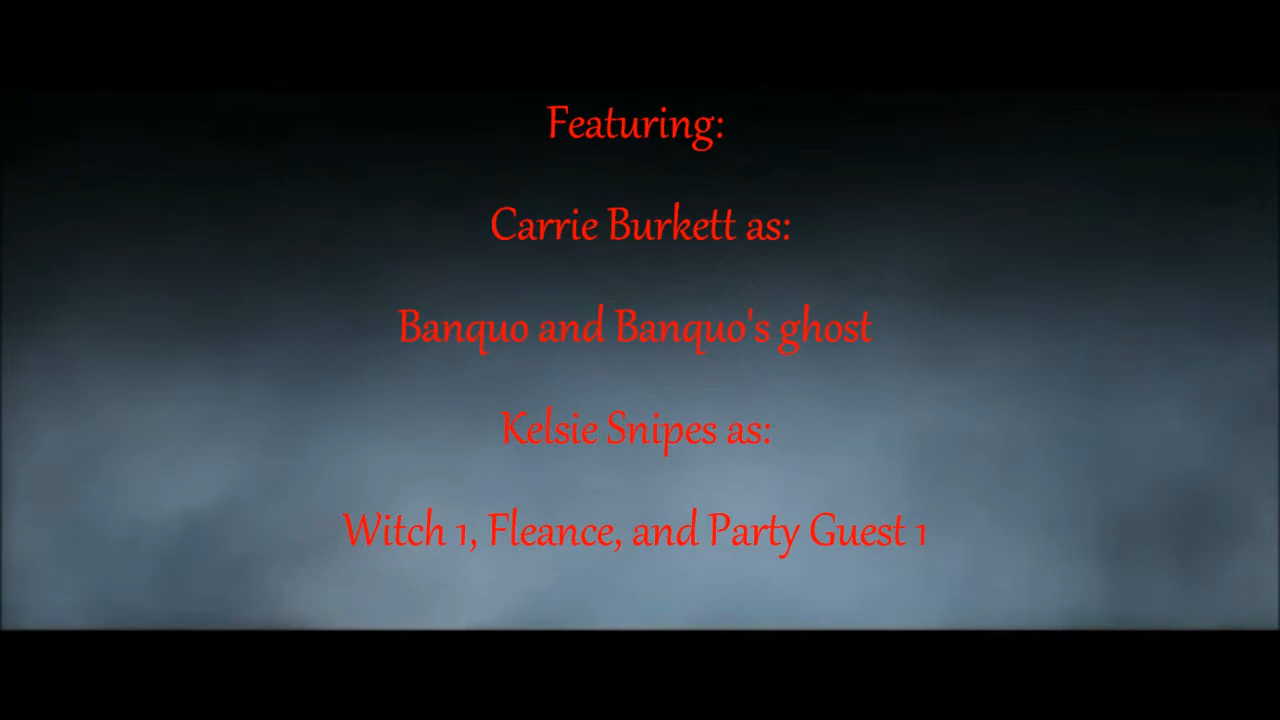 Featuring:
Carrie Burkett as:
Banquo and Banquo's ghost
Kelsie Snipes as:
Witch 1, Fleance, and Party Guest 1